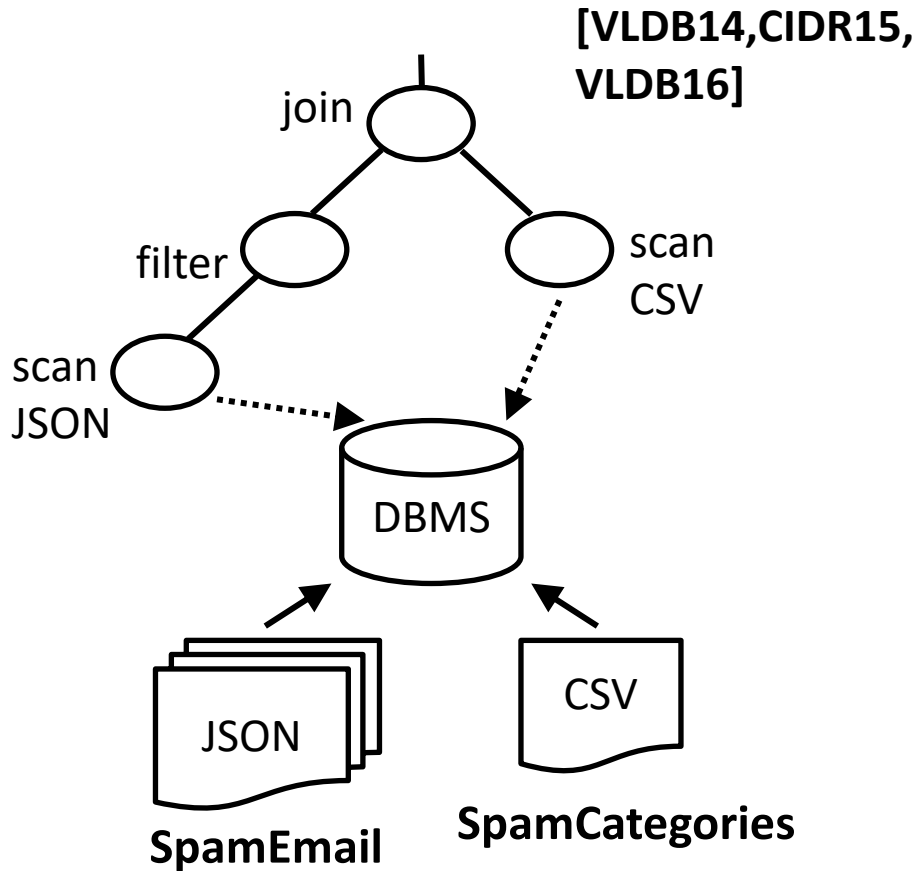 [VLDB14,CIDR15,
VLDB16]
join
filter
scan
CSV
scan
JSON
DBMS
JSON
CSV
SpamEmail
SpamCategories